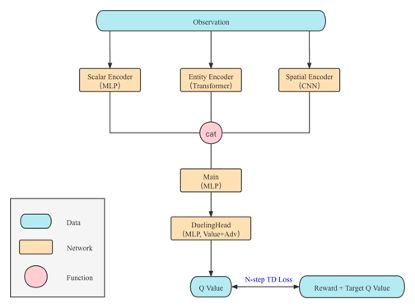 Observation
Scalar Encoder
(MLP)
Entity Encoder
(Transformer)
Spatial Encoder
(CNN)
cat
Main
(MLP)
DuelingHead
(MLP, Value+Adv)
Q Value
N-step TD Loss
Reward + Target Q Value
Data
Network
Function